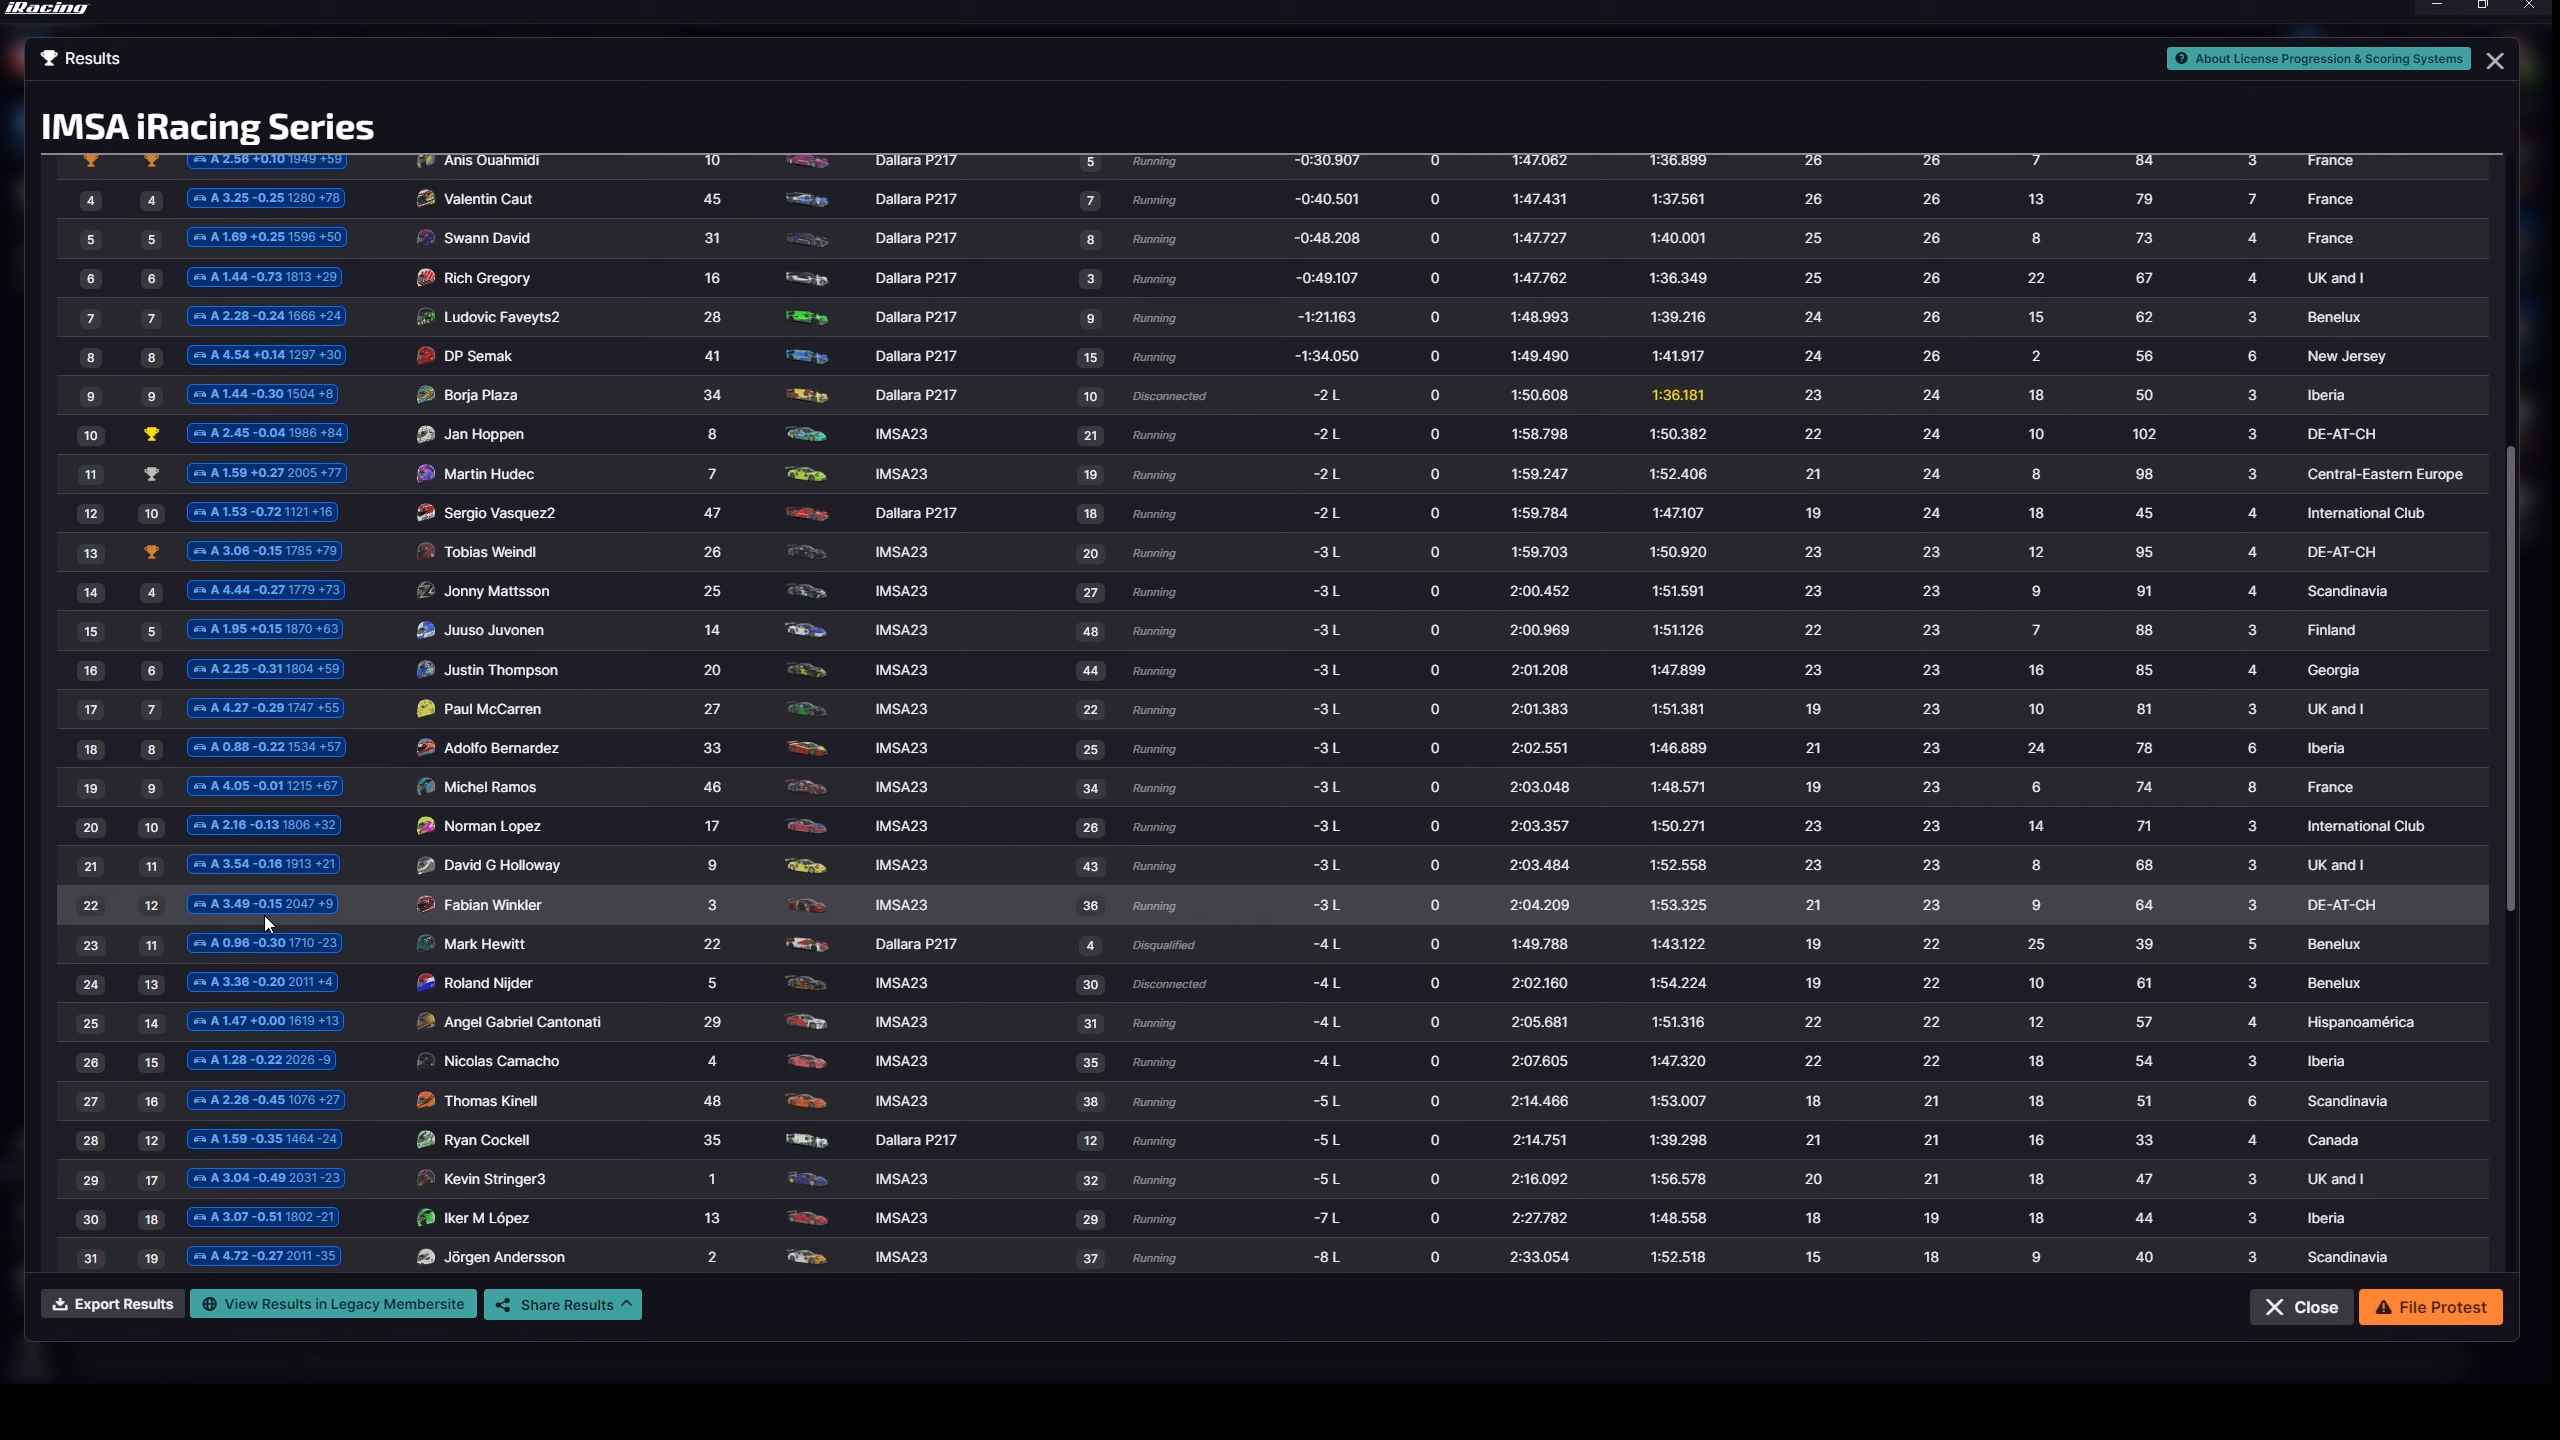 iRacing
Results
About License Progression & Scoring Systems
IMSA iRacing Series
A 2.56 +0.10 1949 +59 Anis Ouahmidi 10 Dallara P217 5 Running -0:30.907 0 1:47.062 1:36.899 26 26 7 84 3 France
4 4 A 3.25 -0.25 1280 +78 Valentin Caut 45 Dallara P217 7 Running -0:40.501 0 1:47.431 1:37.561 26 26 13 79 7 France
5 5 A 1.69 +0.25 1596 +50 Swann David 31 Dallara P217 8 Running -0:48.208 0 1:47.727 1:40.001 25 26 8 73 4 France
6 6 A 1.44 -0.73 1813 +29 Rich Gregory 16 Dallara P217 3 Running -0:49.107 0 1:47.762 1:36.349 25 26 22 67 4 UK and I
7 7 A 2.28 -0.24 1666 +24 Ludovic Faveyts2 28 Dallara P217 9 Running -1:21.163 0 1:48.993 1:39.216 24 26 15 62 3 Benelux
8 8 A 4.54 +0.14 1297 +30 DP Semak 41 Dallara P217 15 Running -1:34.050 0 1:49.490 1:41.917 24 26 2 56 6 New Jersey
9 9 A 1.44 -0.30 1504 +8 Borja Plaza 34 Dallara P217 10 Disconnected -2 L 0 1:50.608 1:36.181 23 24 18 50 3 Iberia
10 A 2.45 -0.04 1986 +84 Jan Hoppen 8 IMSA23 21 Running -2 L 0 1:58.798 1:50.382 22 24 10 102 3 DE-AT-CH
11 A 1.59 +0.27 2005 +77 Martin Hudec 7 IMSA23 19 Running -2 L 0 1:59.247 1:52.406 21 24 8 98 3 Central-Eastern Europe
12 10 A 1.53 -0.72 1121 +16 Sergio Vasquez2 47 Dallara P217 18 Running -2 L 0 1:59.784 1:47.107 19 24 18 45 4 International Club
13 A 3.06 -0.15 1785 +79 Tobias Weindl 26 IMSA23 20 Running -3 L 0 1:59.703 1:50.920 23 23 12 95 4 DE-AT-CH
14 4 A 4.44 -0.27 1779 +73 Jonny Mattsson 25 IMSA23 27 Running -3 L 0 2:00.452 1:51.591 23 23 9 91 4 Scandinavia
15 5 A 1.95 +0.15 1870 +63 Juuso Juvonen 14 IMSA23 48 Running -3 L 0 2:00.969 1:51.126 22 23 7 88 3 Finland
16 6 A 2.25 -0.31 1804 +59 Justin Thompson 20 IMSA23 44 Running -3 L 0 2:01.208 1:47.899 23 23 16 85 4 Georgia
17 7 A 4.27 -0.29 1747 +55 Paul McCarren 27 IMSA23 22 Running -3 L 0 2:01.383 1:51.381 19 23 10 81 3 UK and I
18 8 A 0.88 -0.22 1534 +57 Adolfo Bernardez 33 IMSA23 25 Running -3 L 0 2:02.551 1:46.889 21 23 24 78 6 Iberia
19 9 A 4.05 -0.01 1215 +67 Michel Ramos 46 IMSA23 34 Running -3 L 0 2:03.048 1:48.571 19 23 6 74 8 France
20 10 A 2.16 -0.13 1806 +32 Norman Lopez 17 IMSA23 26 Running -3 L 0 2:03.357 1:50.271 23 23 14 71 3 International Club
21 11 A 3.54 -0.16 1913 +21 David G Holloway 9 IMSA23 43 Running -3 L 0 2:03.484 1:52.558 23 23 8 68 3 UK and I
22 12 A 3.49 -0.15 2047 +9 Fabian Winkler 3 IMSA23 36 Running -3 L 0 2:04.209 1:53.325 21 23 9 64 3 DE-AT-CH
23 11 A 0.96 -0.30 1710 -23 Mark Hewitt 22 Dallara P217 4 Disqualified -4 L 0 1:49.788 1:43.122 19 22 25 39 5 Benelux
24 13 A 3.36 -0.20 2011 +4 Roland Nijder 5 IMSA23 30 Disconnected -4 L 0 2:02.160 1:54.224 19 22 10 61 3 Benelux
25 14 A 1.47 +0.00 1619 +13 Angel Gabriel Cantonati 29 IMSA23 31 Running -4 L 0 2:05.681 1:51.316 22 22 12 57 4 Hispanoamérica
26 15 A 1.28 -0.22 2026 -9 Nicolas Camacho 4 IMSA23 35 Running -4 L 0 2:07.605 1:47.320 22 22 18 54 3 Iberia
27 16 A 2.26 -0.45 1076 +27 Thomas Kinell 48 IMSA23 38 Running -5 L 0 2:14.466 1:53.007 18 21 18 51 6 Scandinavia
28 12 A 1.59 -0.35 1464 -24 Ryan Cockell 35 Dallara P217 12 Running -5 L 0 2:14.751 1:39.298 21 21 16 33 4 Canada
29 17 A 3.04 -0.49 2031 -23 Kevin Stringer3 1 IMSA23 32 Running -5 L 0 2:16.092 1:56.578 20 21 18 47 3 UK and I
30 18 A 3.07 -0.51 1802 -21 Iker M López 13 IMSA23 29 Running -7 L 0 2:27.782 1:48.558 18 19 18 44 3 Iberia
31 19 A 4.72 -0.27 2011 -35 Jörgen Andersson 2 IMSA23 37 Running -8 L 0 2:33.054 1:52.518 15 18 9 40 3 Scandinavia
Export Results View Results in Legacy Membersite Share Results Close File Protest